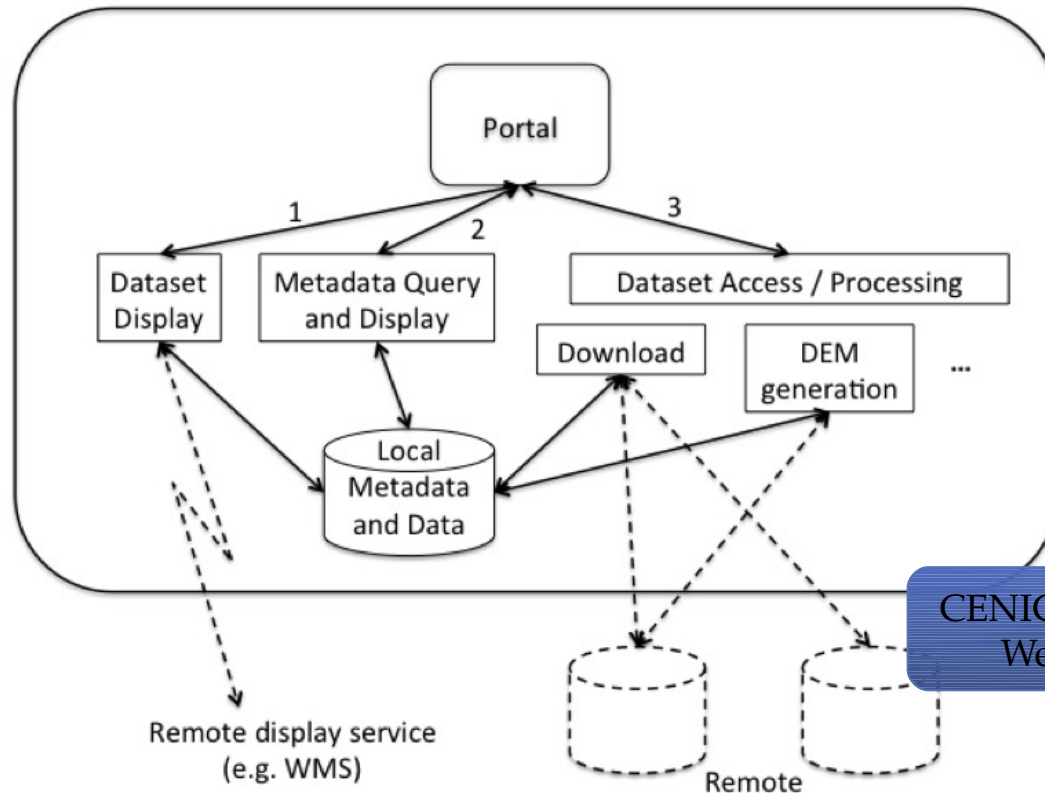 Portal
1
2
3
Dataset
Display
Metadata Query
and Display
Dataset Access / Processing
Download
DEM
generation
...
Local
Metadata
and Data
Remote display service
(e.g. WMS)
Remote